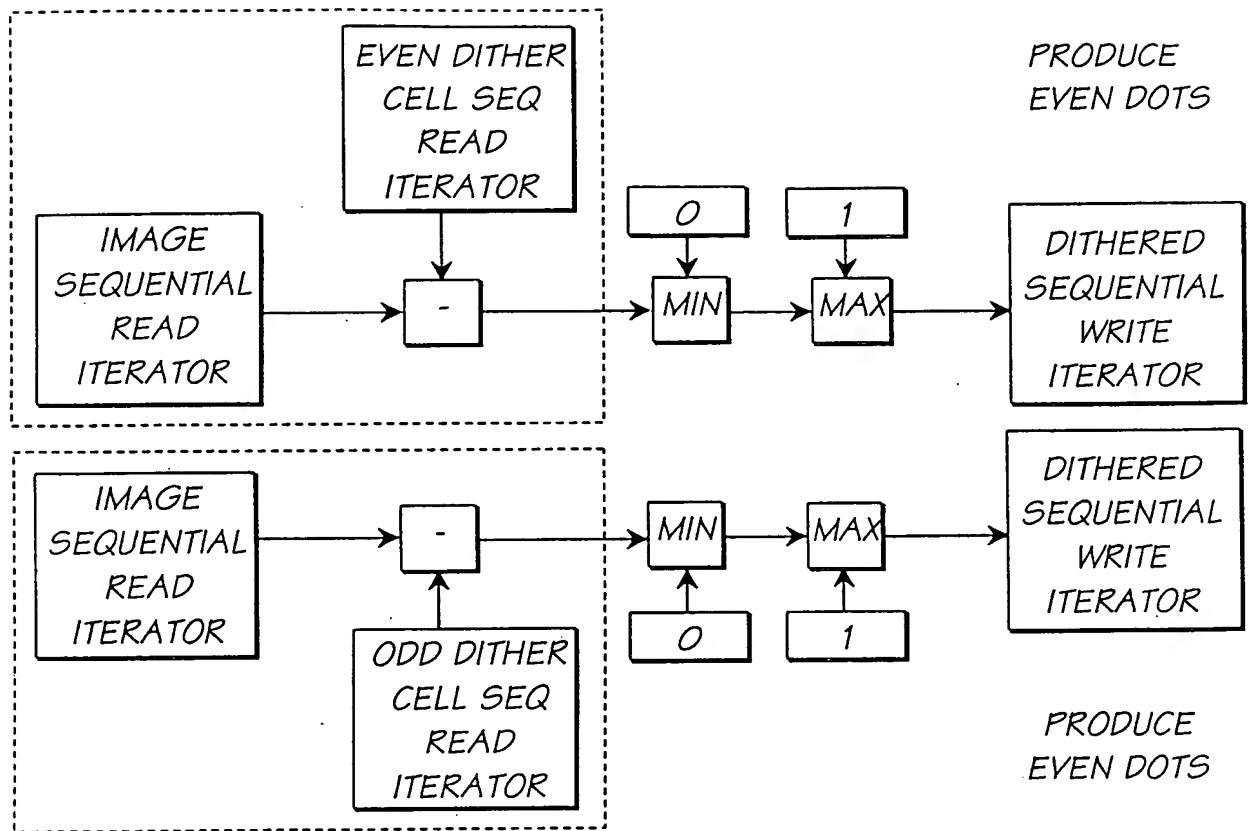 EVEN DITHER
CELL SEQ
READ
ITERATOR
PRODUCE
EVEN DOTS
IMAGE
SEQUENTIAL
READ
ITERATOR
-
0
1
MIN
MAX
DITHERED
SEQUENTIAL
WRITE
ITERATOR
IMAGE
SEQUENTIAL
READ
ITERATOR
-
MIN
MAX
0
1
DITHERED
SEQUENTIAL
WRITE
ITERATOR
ODD DITHER
CELL SEQ
READ
ITERATOR
PRODUCE
EVEN DOTS